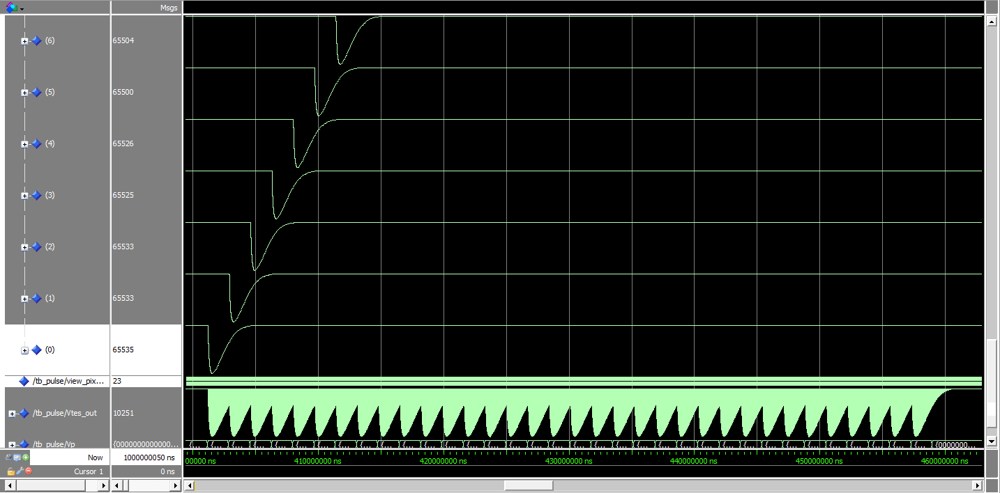 Msgs
(6) 65504
(5) 65500
(4) 65526
(3) 65525
(2) 65533
(1) 65533
(0) 65535
/tb_pulse/view_pix... 23
/tb_pulse/Vtes_out 10251
/tb_pulse/Vp {0000000000000...
{0000000...
Now 1000000050 ns
Cursor 1 0 ns
00000 ns 410000000 ns 420000000 ns 430000000 ns 440000000 ns 450000000 ns 460000000 ns